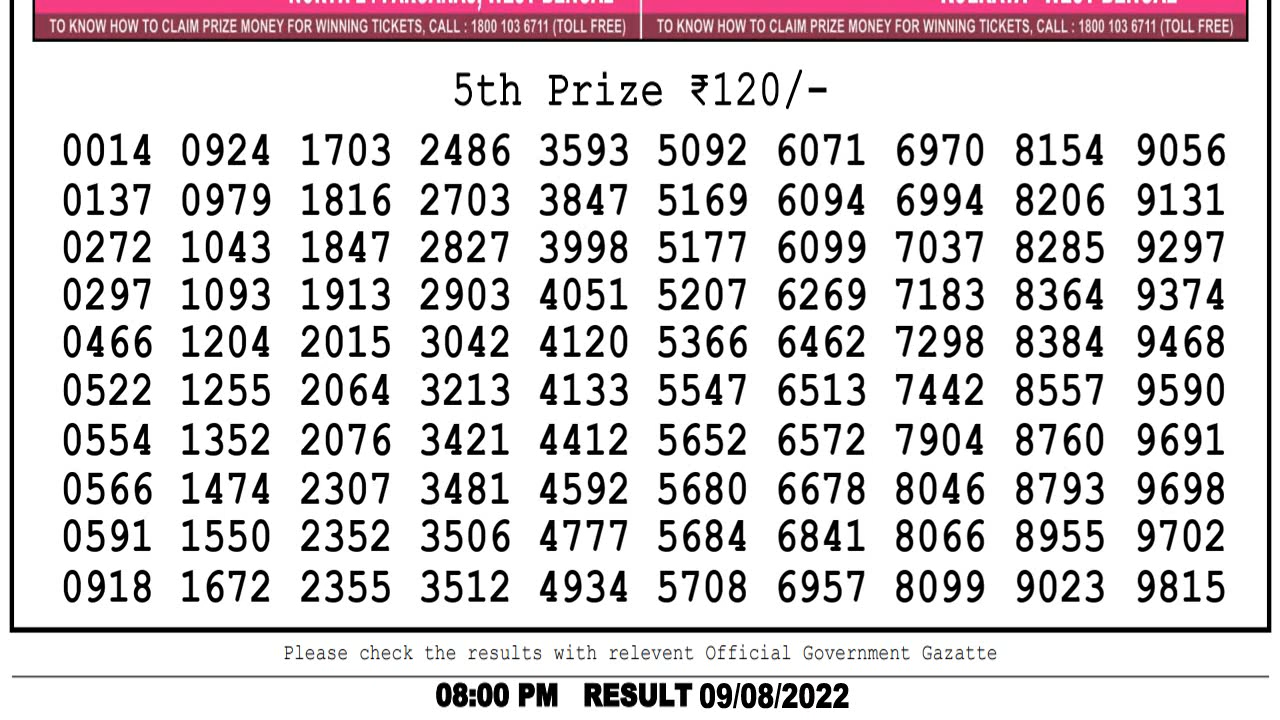 TO KNOW HOW TO CLAIM PRIZE MONEY FOR WINNING TICKETS, CALL : 1800 103 6711 (TOLL FREE) TO KNOW HOW TO CLAIM PRIZE MONEY FOR WINNING TICKETS, CALL : 1800 103 6711 (TOLL FREE)
5th Prize ₹120/-
0014 0924 1703 2486 3593 5092 6071 6970 8154 9056
0137 0979 1816 2703 3847 5169 6094 6994 8206 9131
0272 1043 1847 2827 3998 5177 6099 7037 8285 9297
0297 1093 1913 2903 4051 5207 6269 7183 8364 9374
0466 1204 2015 3042 4120 5366 6462 7298 8384 9468
0522 1255 2064 3213 4133 5547 6513 7442 8557 9590
0554 1352 2076 3421 4412 5652 6572 7904 8760 9691
0566 1474 2307 3481 4592 5680 6678 8046 8793 9698
0591 1550 2352 3506 4777 5684 6841 8066 8955 9702
0918 1672 2355 3512 4934 5708 6957 8099 9023 9815
Please check the results with relevent Official Government Gazatte
08:00 PM RESULT 09/08/2022